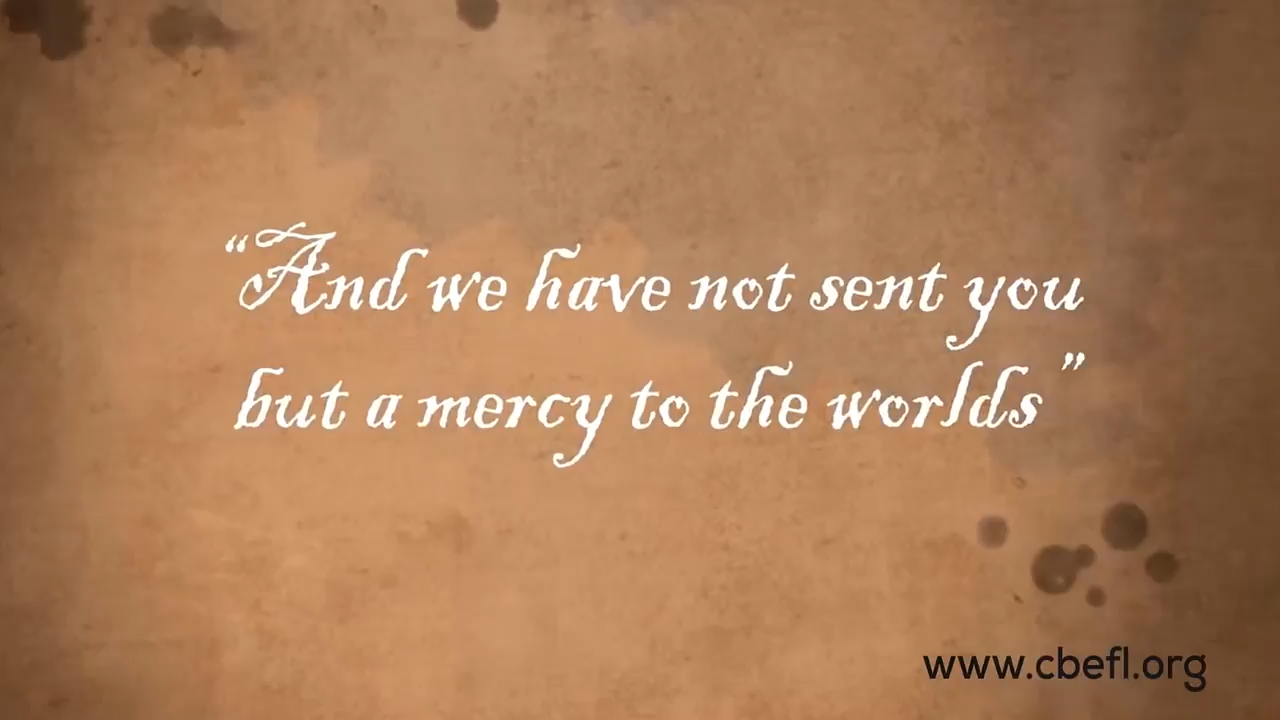 “And we have not sent you
but a mercy to the worlds”
www.cbefl.org